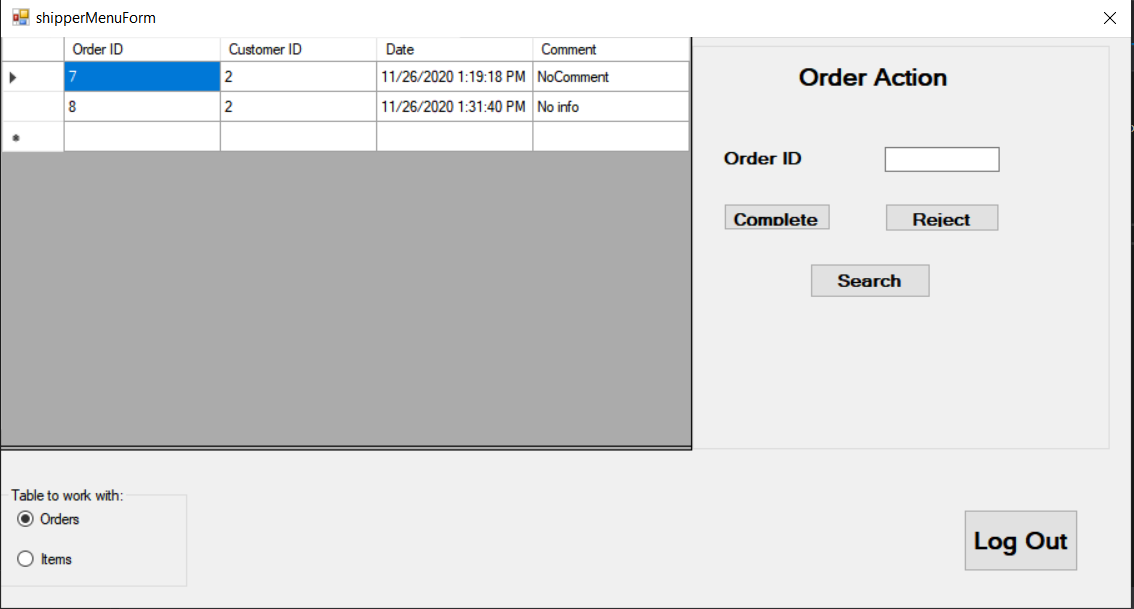 shipperMenuForm
Order ID Customer ID Date Comment
7 2 11/26/2020 1:19:18 PM NoComment
8 2 11/26/2020 1:31:40 PM No info
Order Action
Order ID
Complete Reject
Search
Table to work with:
Orders
Items
Log Out